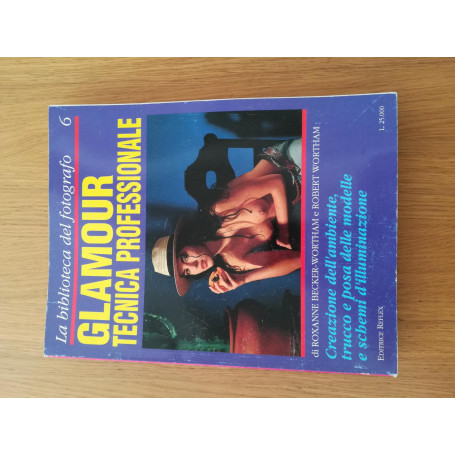 La biblioteca del fotografo 6
GLAMOUR
TECNICA PROFESSIONALE
di ROXANNE BECKER-WORTHAM e ROBERT WORTHAM
Creazione dell'ambiente,
trucco e posa delle modelle
e schemi d'illuminazione
EDITRICE REFLEX
L. 25.000